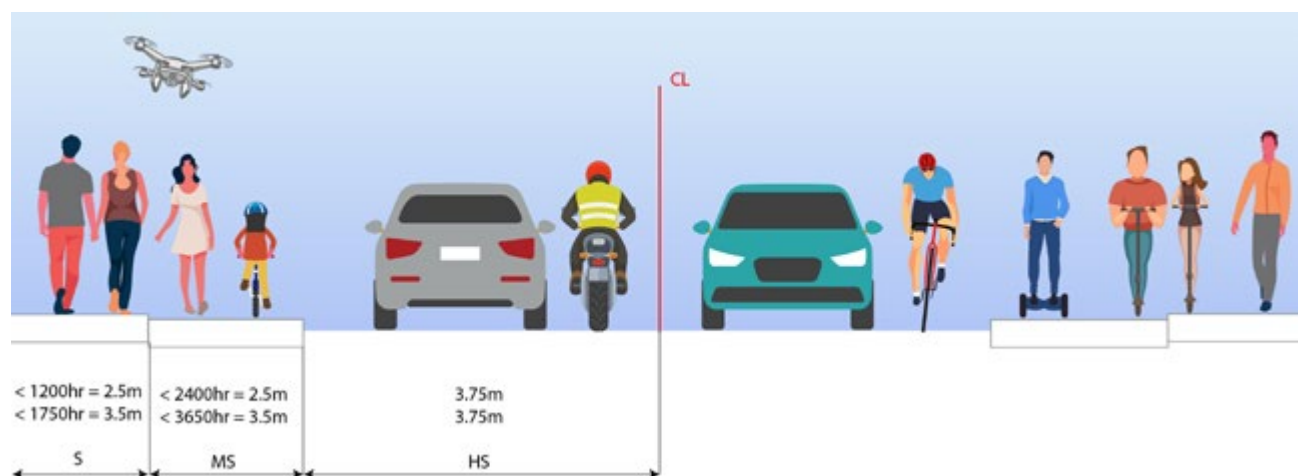 CL
< 1200hr = 2.5m
< 1750hr = 3.5m
< 2400hr = 2.5m
< 3650hr = 3.5m
3.75m
3.75m
S
MS
HS